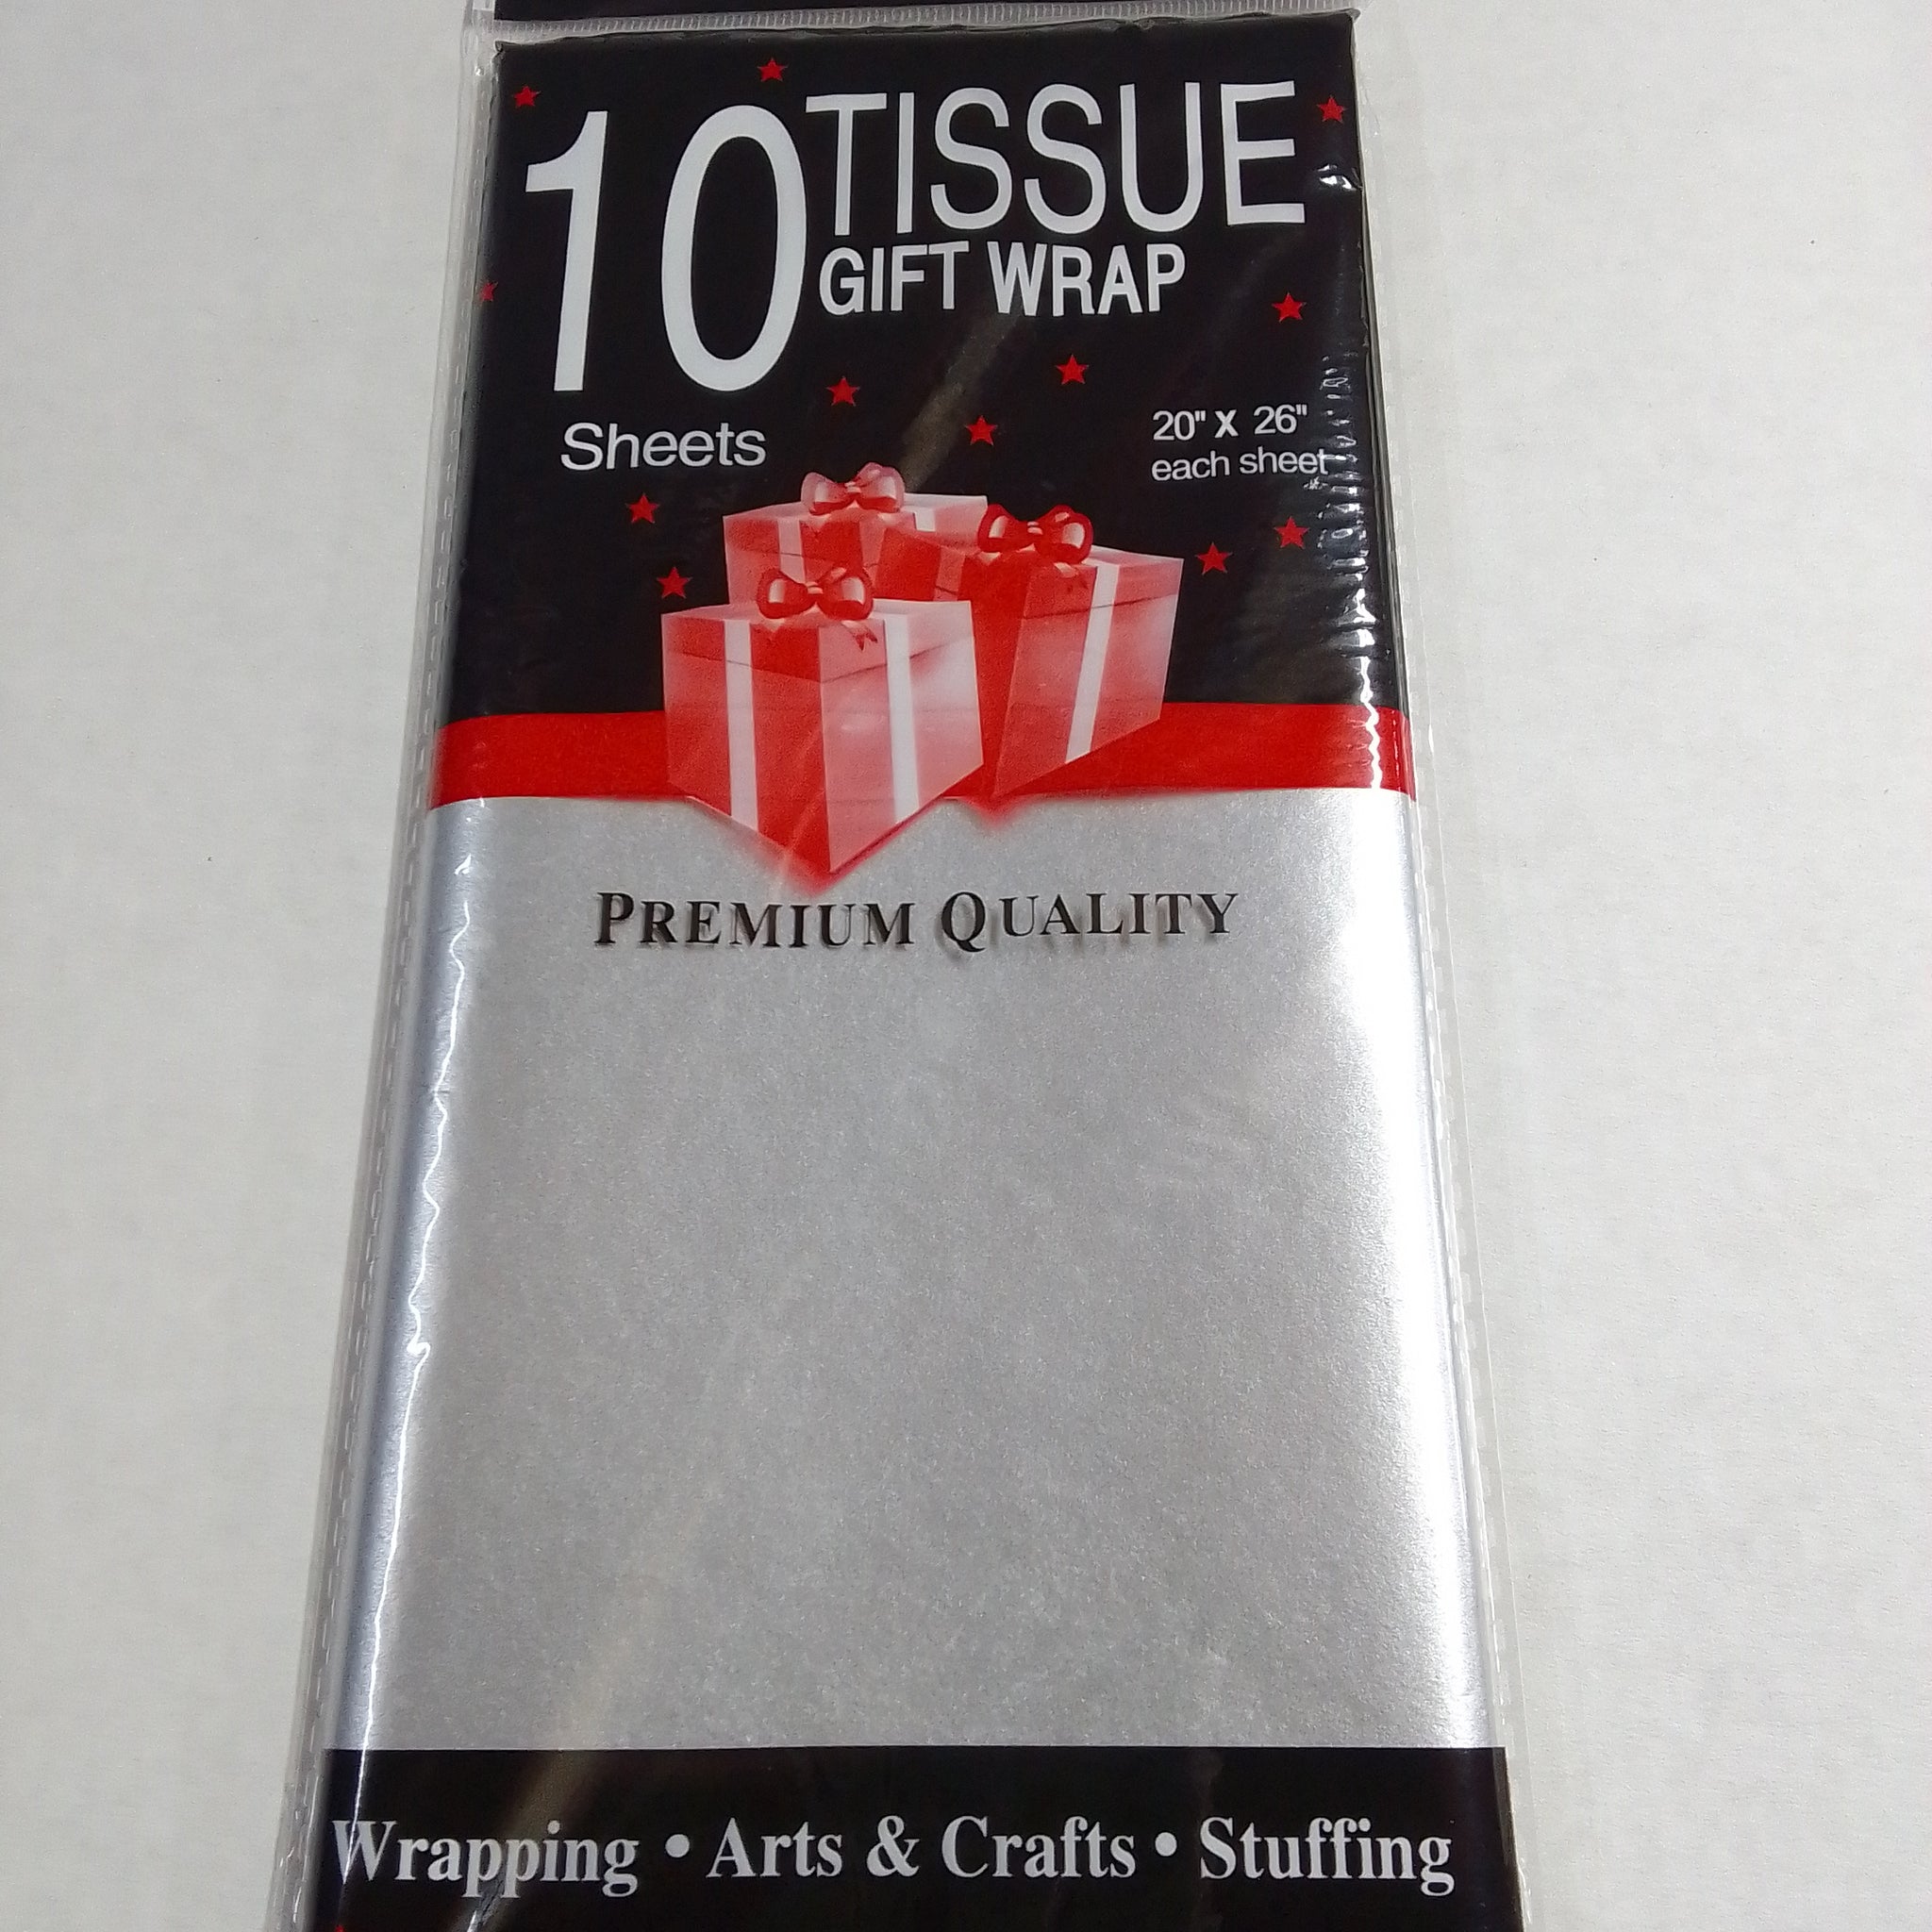 10 TISSUE
GIFT WRAP
Sheets
20" X 26"
each sheet
PREMIUM QUALITY
Wrapping • Arts & Crafts • Stuffing